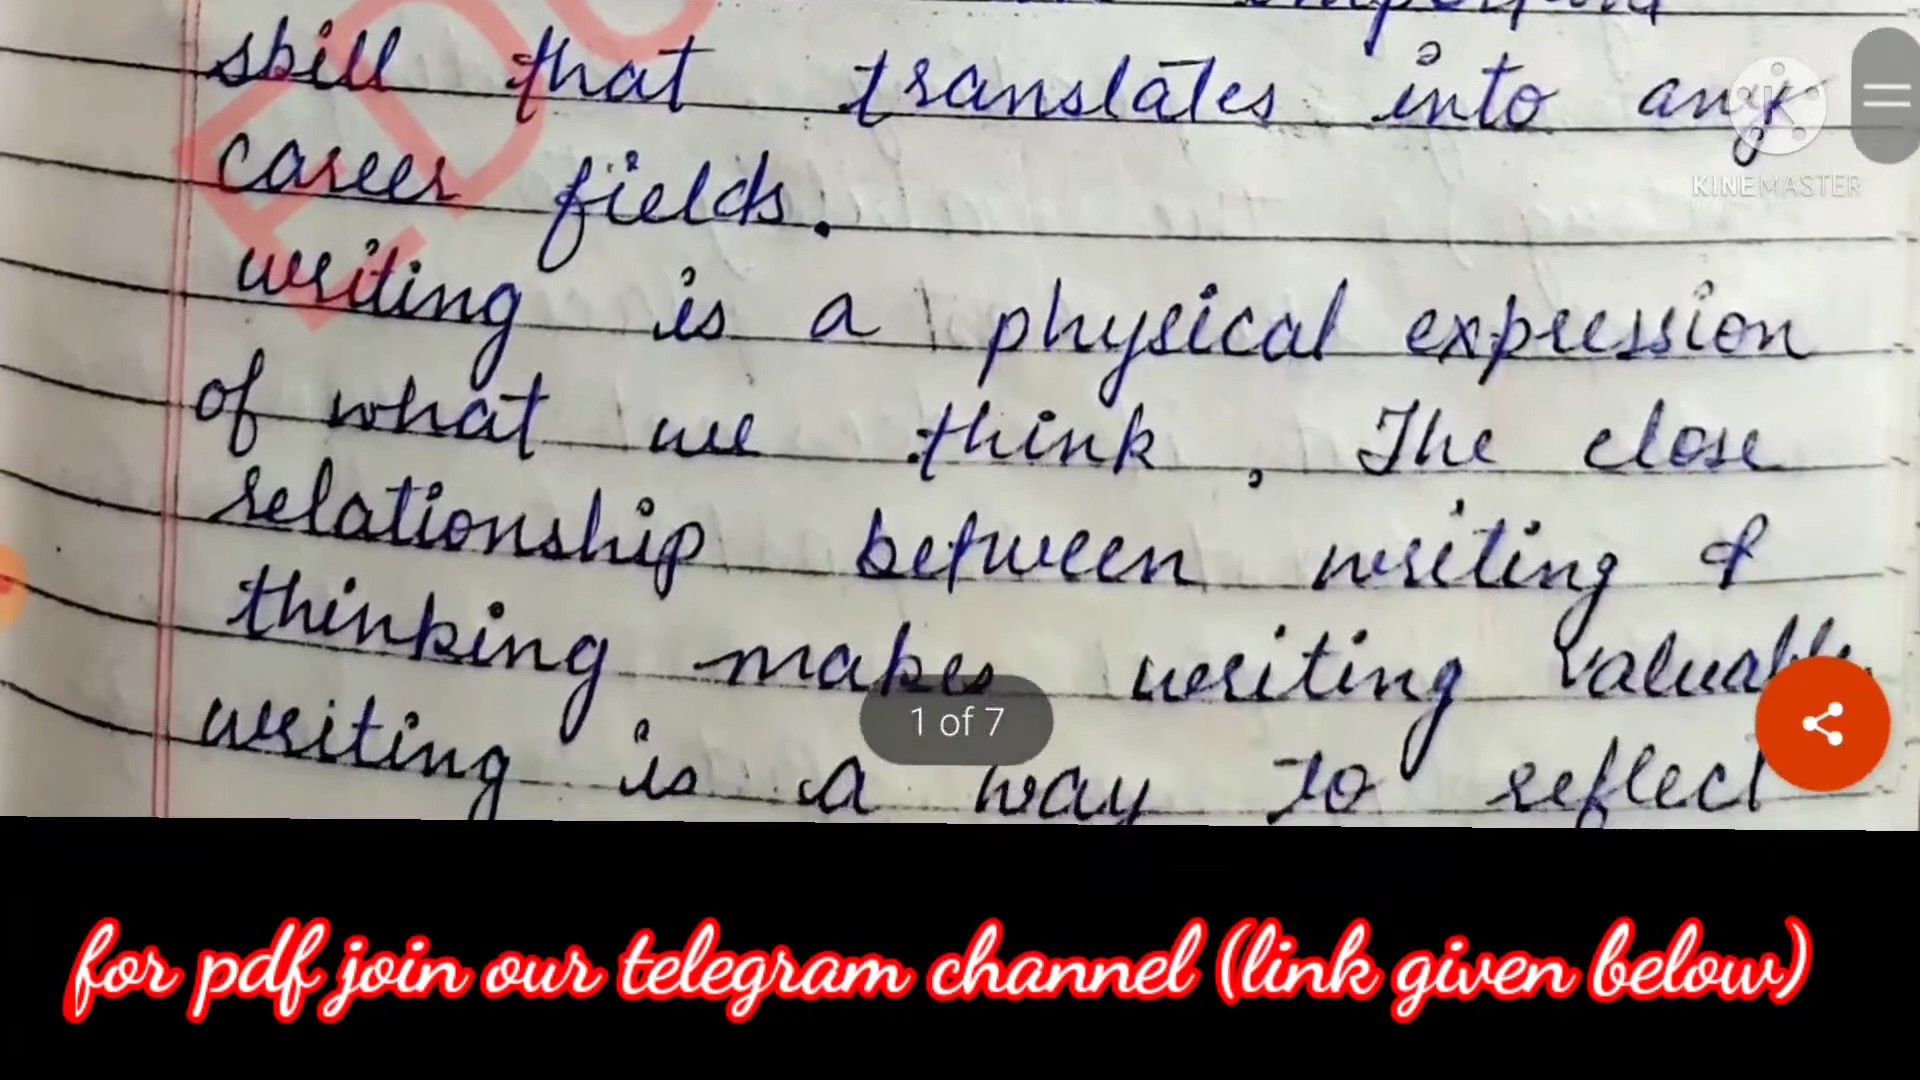 skill that translates into any
career fields.
writing is a physical expression
of what we think, The close
relationship between writing &
thinking makes writing valuable
writing is a way to reflect
1 of 7
KINEMASTER
for pdf join our telegram channel (link given below)